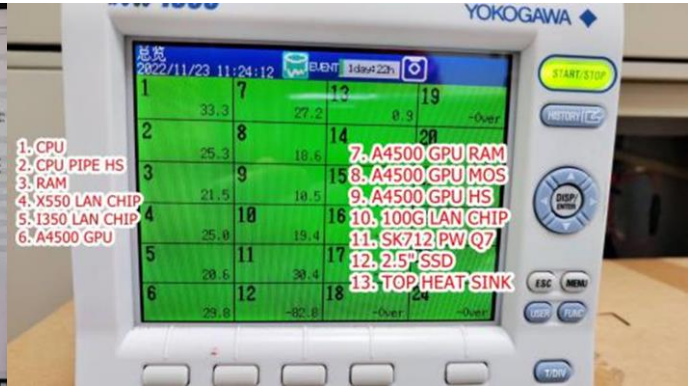 YOKOGAWA
总览
2022/11/23 11:24:12 EVENT 1day422h
1 33.3
7 27.2
13 0.9
19 -Over
2 25.3
8 18.6
14
20
3 21.5
9 10.5
15
4 25.0
10 19.4
16
5 20.6
11 30.4
17
6 29.8
12 -82.8
18 -Over
24 -Over
1. CPU
2. CPU PIPE HS
3. RAM
4. X550 LAN CHIP
5. I350 LAN CHIP
6. A4500 GPU
7. A4500 GPU RAM
8. A4500 GPU MOS
9. A4500 GPU HS
10. 100G LAN CHIP
11. SK712 PW Q7
12. 2.5" SSD
13. TOP HEAT SINK
START/STOP
HISTORY
DISP/
ENTER
ESC
MENU
USER
FUNC
T/DIV